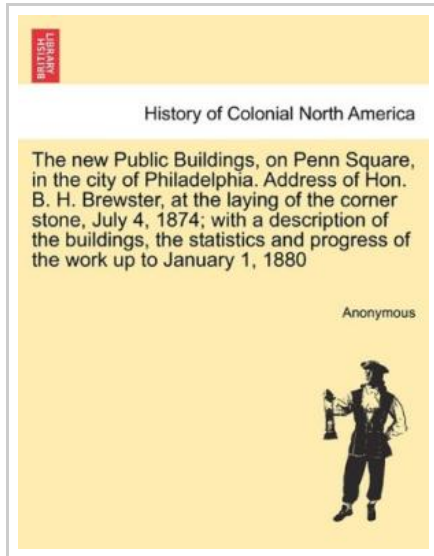 BRITISH
LIBRARY
History of Colonial North America
The new Public Buildings, on Penn Square,
in the city of Philadelphia. Address of Hon.
B. H. Brewster, at the laying of the corner
stone, July 4, 1874; with a description of
the buildings, the statistics and progress of
the work up to January 1, 1880
Anonymous